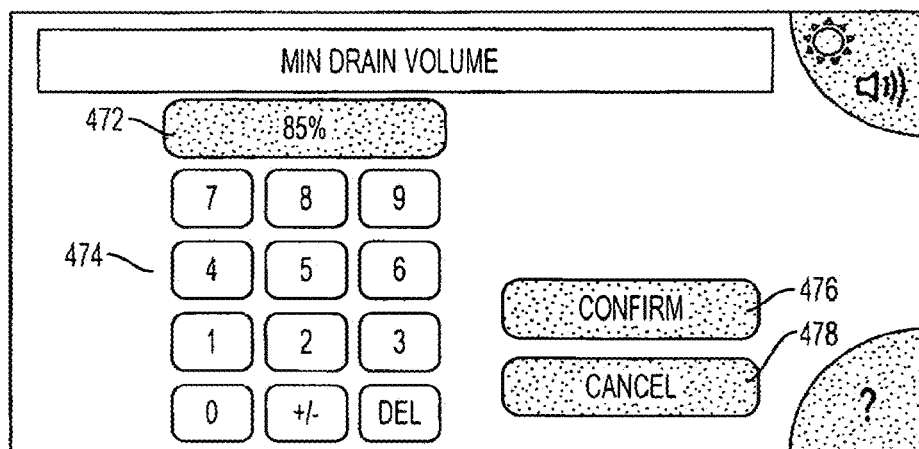 MIN DRAIN VOLUME
472
85%
7 8 9
474
4 5 6
476
CONFIRM
1 2 3
478
CANCEL
0 +/- DEL
?